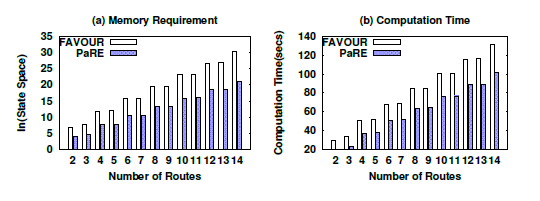 (a) Memory Requirement
ln(State Space)
35
30
25
20
15
10
5
0
FAVOUR
PaRE
2 3 4 5 6 7 8 9 10 11 12 13 14
Number of Routes
(b) Computation Time
Computation Time(secs)
140
120
100
80
60
40
20
FAVOUR
PaRE
2 3 4 5 6 7 8 9 10 11 12 13 14
Number of Routes